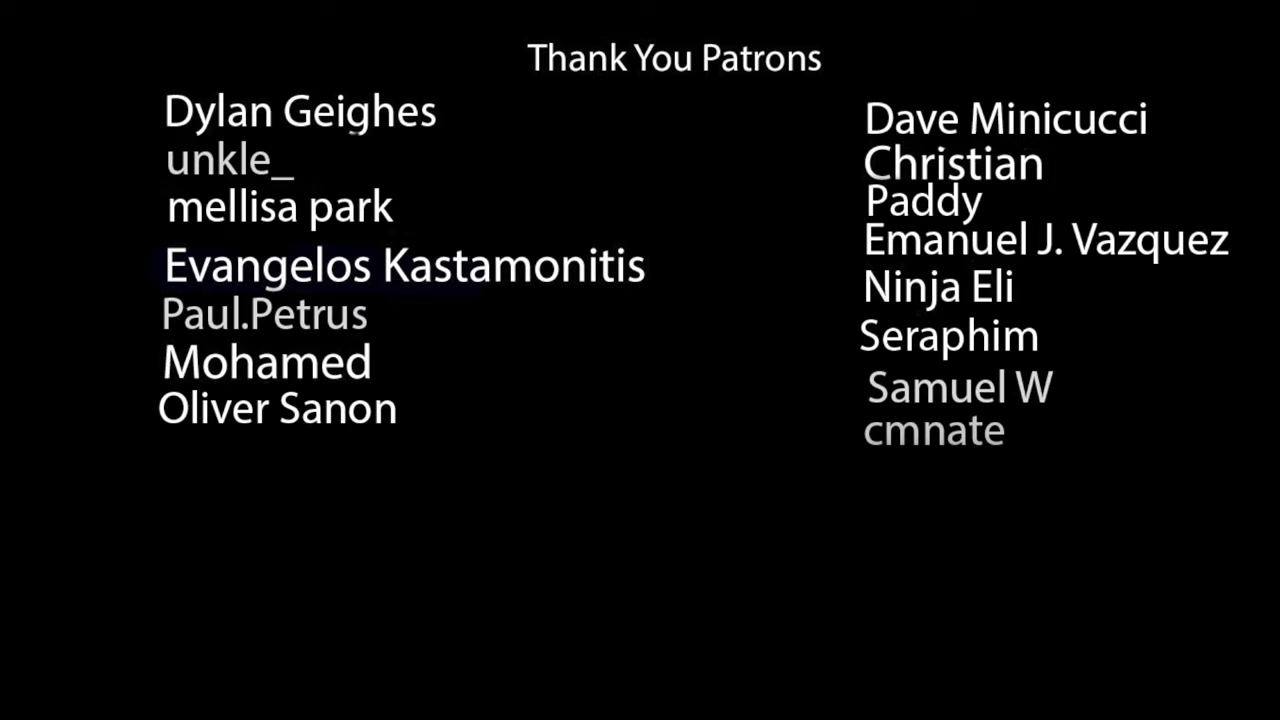 Thank You Patrons
Dylan Geighes
unkle_
mellisa park
Evangelos Kastamonitis
Paul.Petrus
Mohamed
Oliver Sanon
Dave Minicucci
Christian
Paddy
Emanuel J. Vazquez
Ninja Eli
Seraphim
Samuel W
cmnate